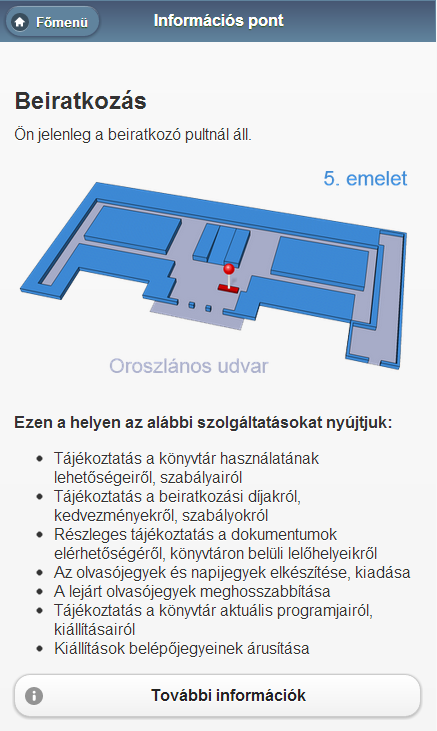 Főmenü
Információs pont
Beiratkozás
Ön jelenleg a beiratkozó pultnál áll.
5. emelet
Oroszlános udvar
Ezen a helyen az alábbi szolgáltatásokat nyújtjuk:
Tájékoztatás a könyvtár használatának
lehetőségeiről, szabályairól
Tájékoztatás a beiratkozási díjakról,
kedvezményekről, szabályokról
Részleges tájékoztatás a dokumentumok
elérhetőségéről, könyvtáron belüli lelőhelyeikről
Az olvasójegyek és napijegyek elkészítése, kiadása
A lejárt olvasójegyek meghosszabbítása
Tájékoztatás a könyvtár aktuális programjairól,
kiállításairól
Kiállítások belépőjegyeinek árusítása
További információk